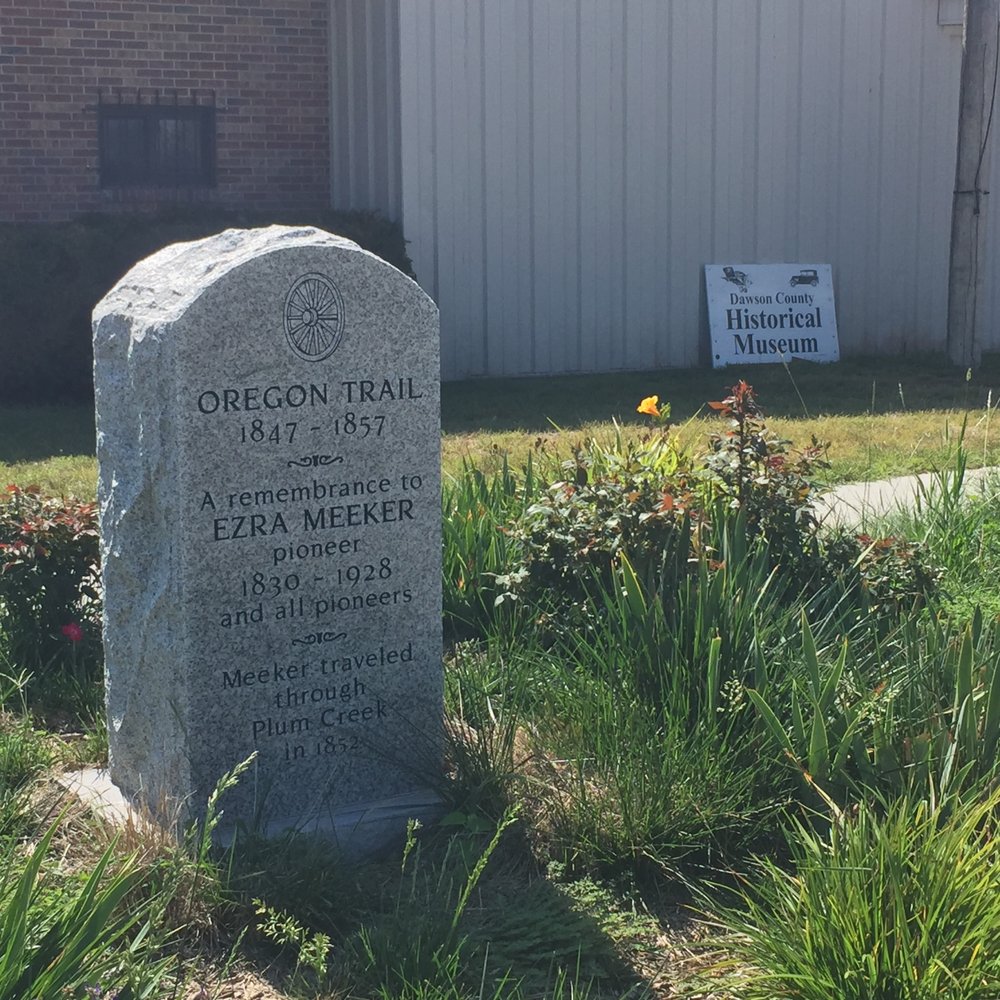 OREGON TRAIL
1847 - 1857
A remembrance to
EZRA MEEKER
pioneer
1830 - 1928
and all pioneers
Meeker traveled
through
Plum Creek
in 1852
Dawson County
Historical
Museum